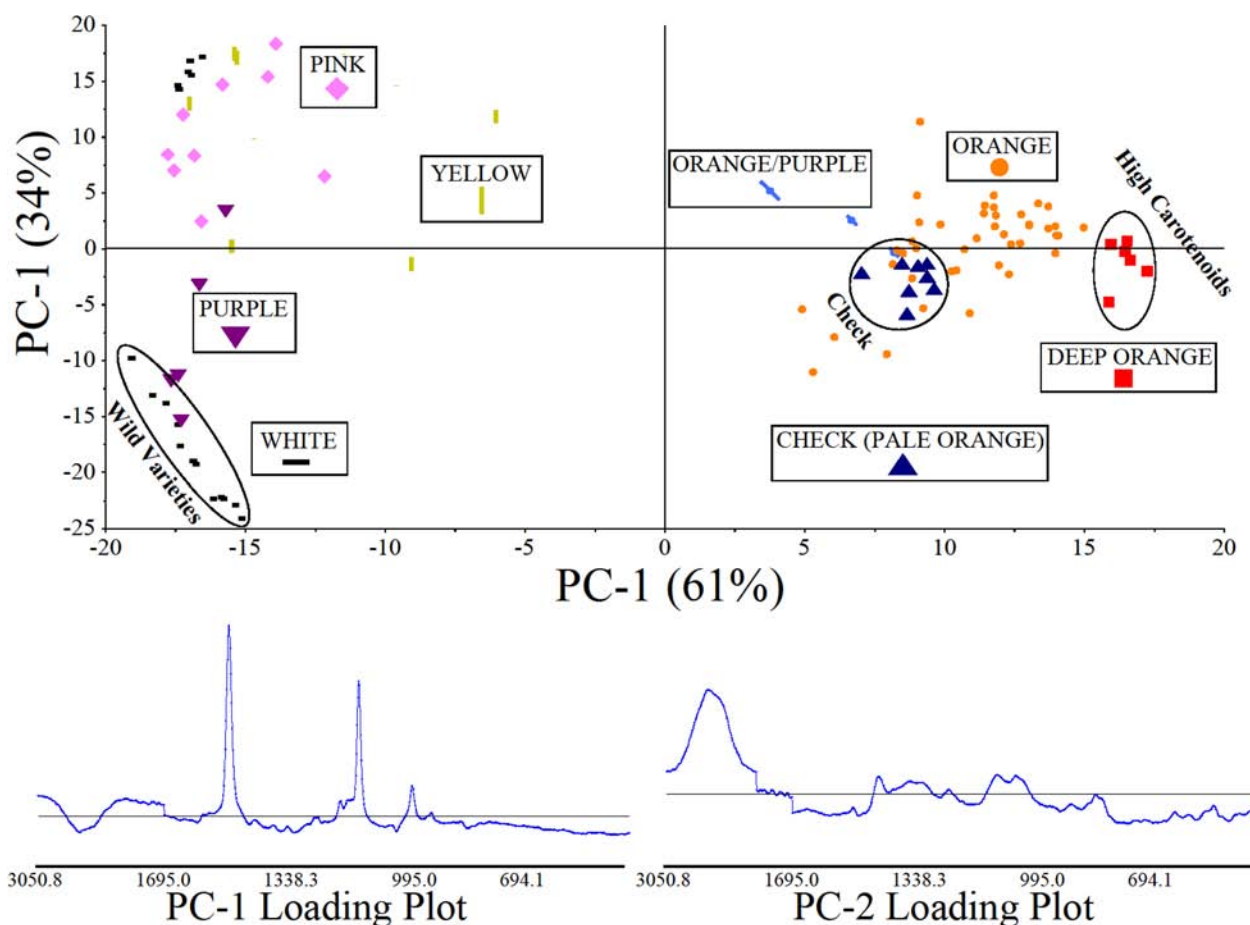 20
15
10
5
0
-5
-10
-15
-20
-25
PC-1 (34%)
PINK
YELLOW
ORANGE/PURPLE
ORANGE
High Carotenoids
PURPLE
Check
DEEP ORANGE
Wild Varieties
WHITE
CHECK (PALE ORANGE)
-20 -15 -10 -5 0 5 10 15 20
PC-1 (61%)
3050.8 1695.0 1338.3 995.0 694.1
PC-1 Loading Plot
3050.8 1695.0 1338.3 995.0 694.1
PC-2 Loading Plot